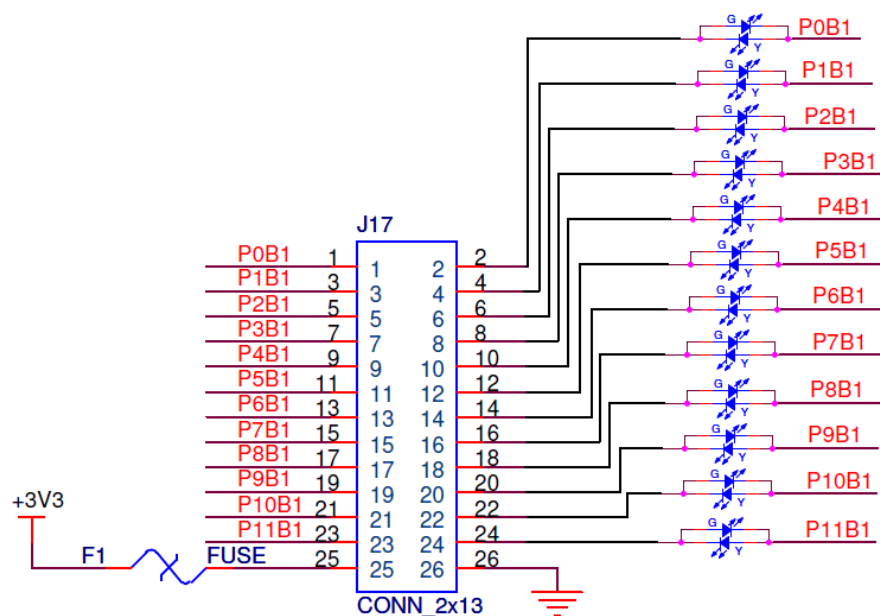 G
Y
P0B1
G
Y
P1B1
G
Y
P2B1
G
Y
P3B1
G
Y
P4B1
G
Y
P5B1
G
Y
P6B1
G
Y
P7B1
G
Y
P8B1
G
Y
P9B1
G
Y
P10B1
G
Y
P11B1
J17
P0B1 1 1 2 2
P1B1 3 3 4 4
P2B1 5 5 6 6
P3B1 7 7 8 8
P4B1 9 9 10 10
P5B1 11 11 12 12
P6B1 13 13 14 14
P7B1 15 15 16 16
P8B1 17 17 18 18
P9B1 19 19 20 20
P10B1 21 21 22 22
P11B1 23 23 24 24
+3V3
F1 FUSE 25 25 26 26
CONN_2x13